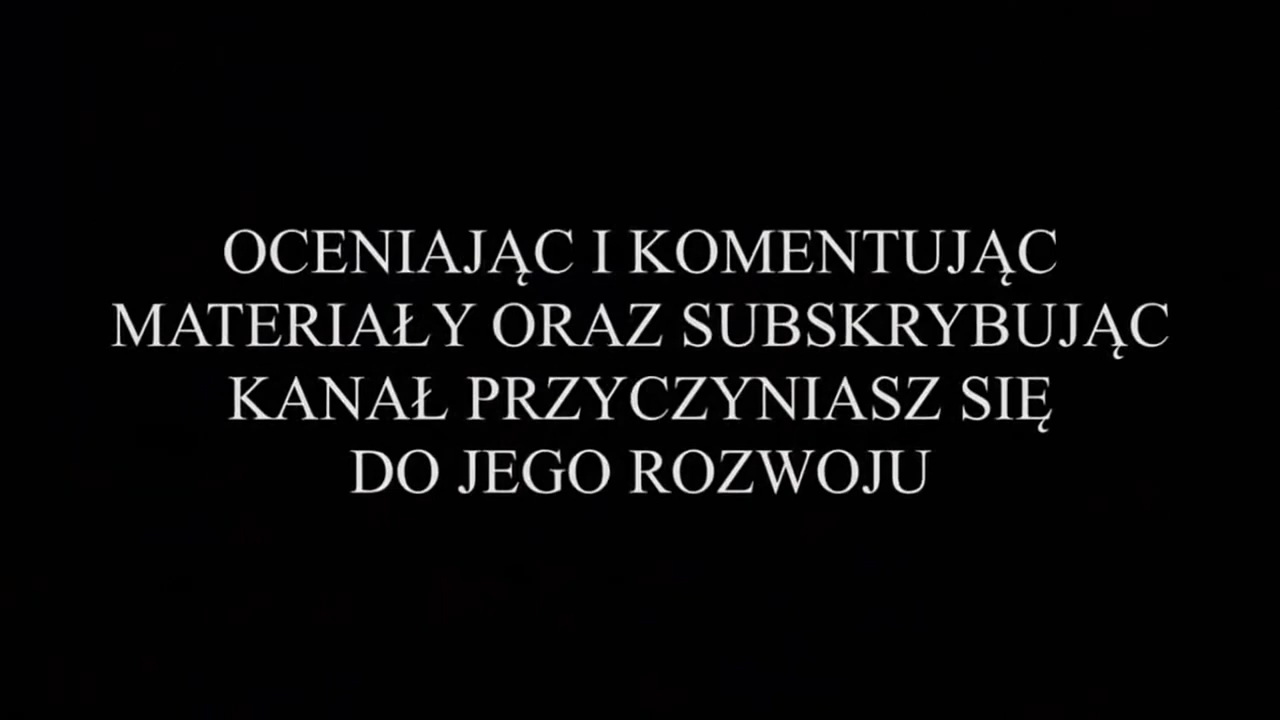 OCENIAJĄC I KOMENTUJĄC
MATERIAŁY ORAZ SUBSKRYBUJĄC
KANAŁ PRZYCZYNIASZ SIĘ
DO JEGO ROZWOJU